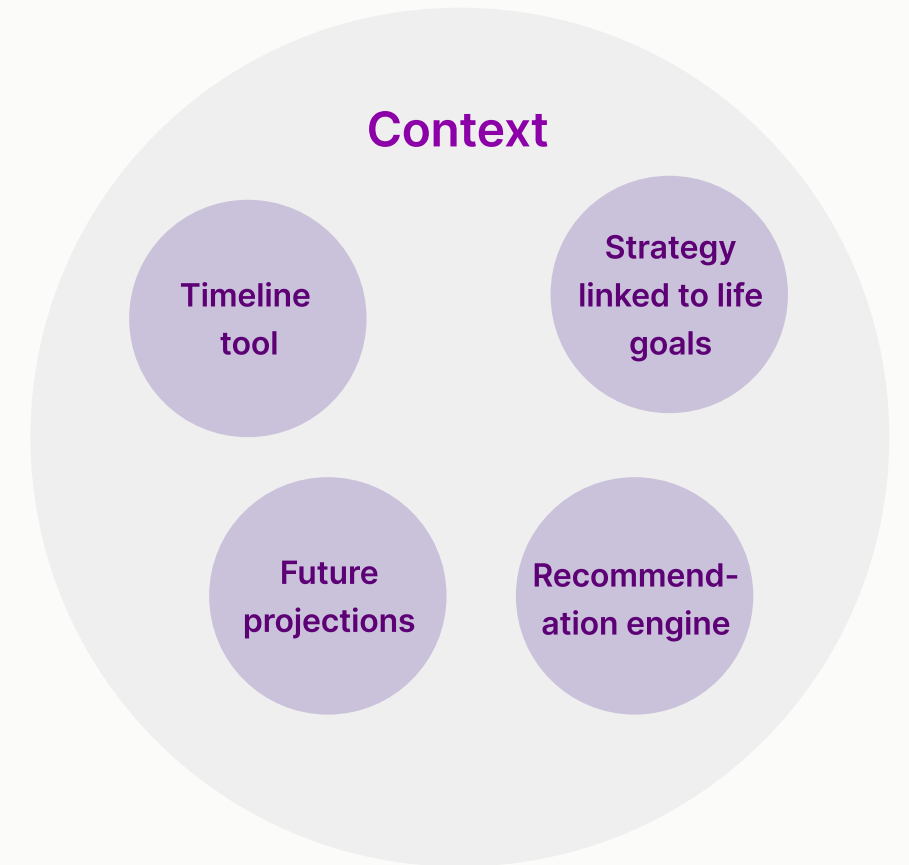 Context
Timeline
tool
Strategy
linked to life
goals
Future
projections
Recommend-
ation engine